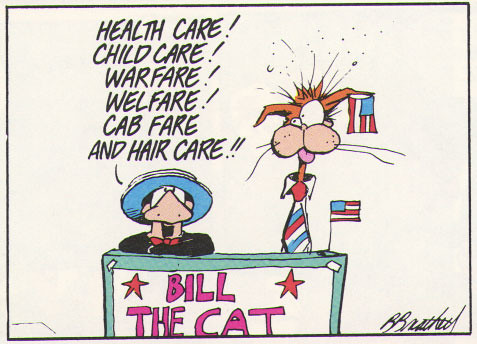 HEALTH CARE!
CHILD CARE!
WARFARE!
WELFARE!
CAB FARE
AND HAIR CARE!!
BILL
THE CAT